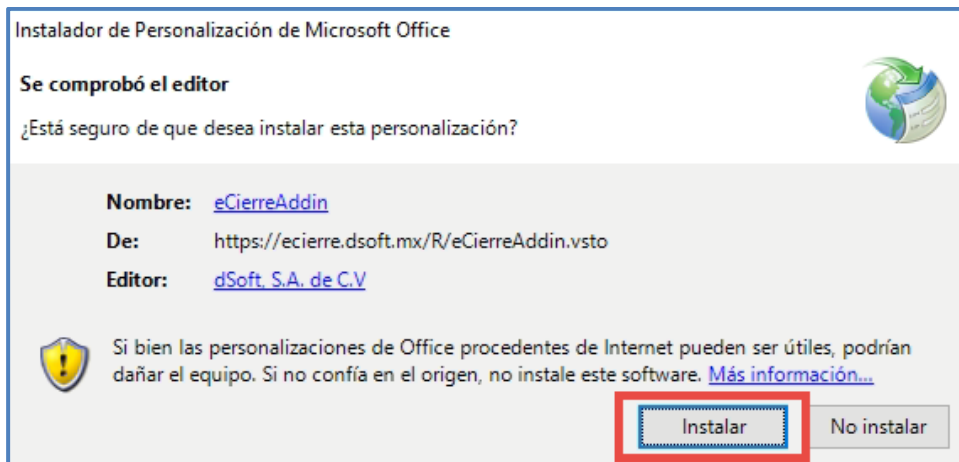 Instalador de Personalización de Microsoft Office
Se comprobó el editor
¿Está seguro de que desea instalar esta personalización?
Nombre: eCierreAddin
De: https://ecierre.dsoft.mx/R/eCierreAddin.vsto
Editor: dSoft, S.A. de C.V
Si bien las personalizaciones de Office procedentes de Internet pueden ser útiles, podrían
dañar el equipo. Si no confía en el origen, no instale este software. Más información...
Instalar No instalar